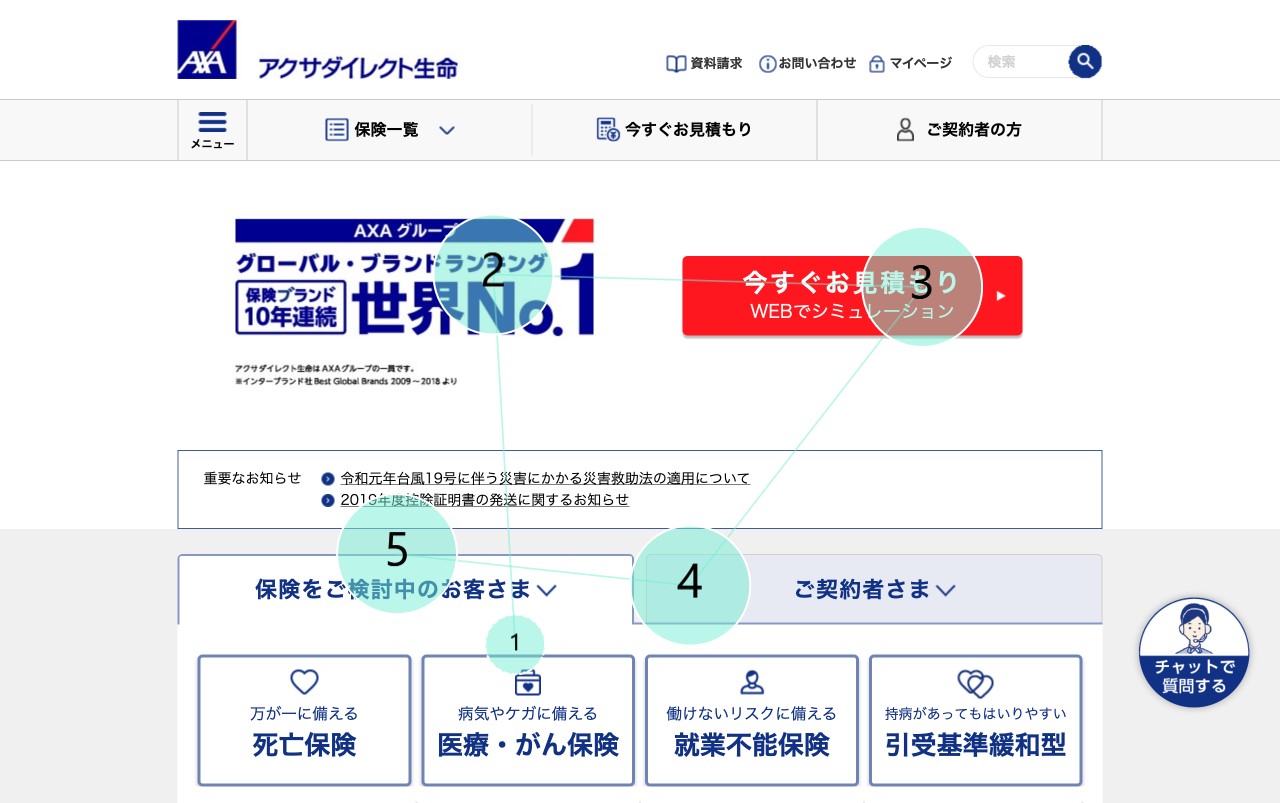 AXA
アクサダイレクト生命
資料請求
お問い合わせ
マイページ
検索
メニュー
保険一覧
今すぐお見積もり
ご契約者の方
AXA グループ
グローバル・ブランドランキング
保険ブランド
10年連続
世界No.1
アクサダイレクト生命は AXA グループの一員です。
※インターブランド社 Best Global Brands 2009～2018 より
今すぐお見積もり
WEBでシミュレーション
2
3
重要なお知らせ
令和元年台風19号に伴う災害にかかる災害救助法の適用について
2019年度控除証明書の発送に関するお知らせ
5
4
保険をご検討中のお客さま
ご契約者さま
1
万が一に備える
死亡保険
病気やケガに備える
医療・がん保険
働けないリスクに備える
就業不能保険
持病があってもはいりやすい
引受基準緩和型
チャットで
質問する